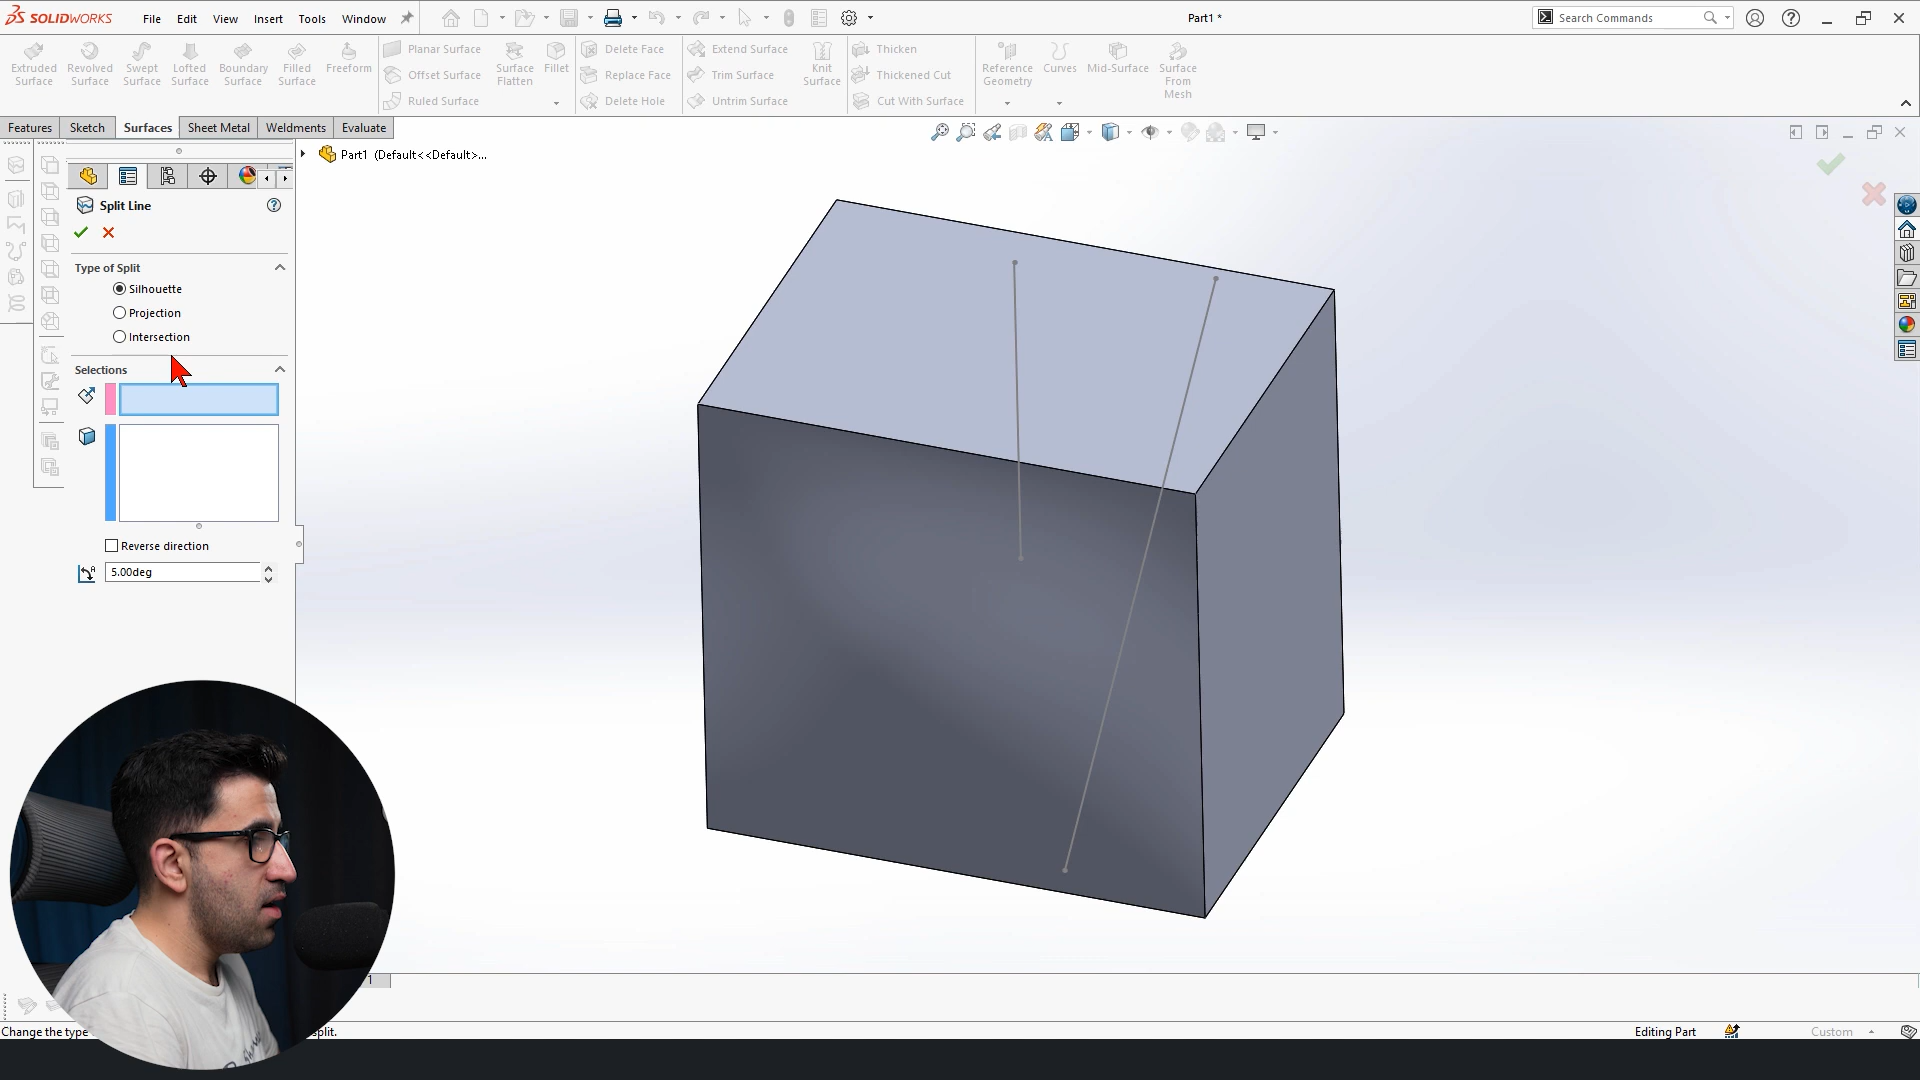 SOLIDWORKS File Edit View Insert Tools Window Part1 * Search Commands
Extruded Surface
Revolved Surface
Swept Surface
Lofted Surface
Boundary Surface
Filled Surface
Freeform
Planar Surface
Offset Surface
Ruled Surface
Surface Flatten
Fillet
Delete Face
Replace Face
Delete Hole
Extend Surface
Trim Surface
Untrim Surface
Knit Surface
Thicken
Thickened Cut
Cut With Surface
Reference Geometry
Curves
Mid-Surface
Surface From Mesh
Features Sketch Surfaces Sheet Metal Weldments Evaluate
Part1 (Default<<Default>...
Split Line
Type of Split
Silhouette
Projection
Intersection
Selections
Reverse direction
5.00deg
1
Change the type split. Editing Part Custom